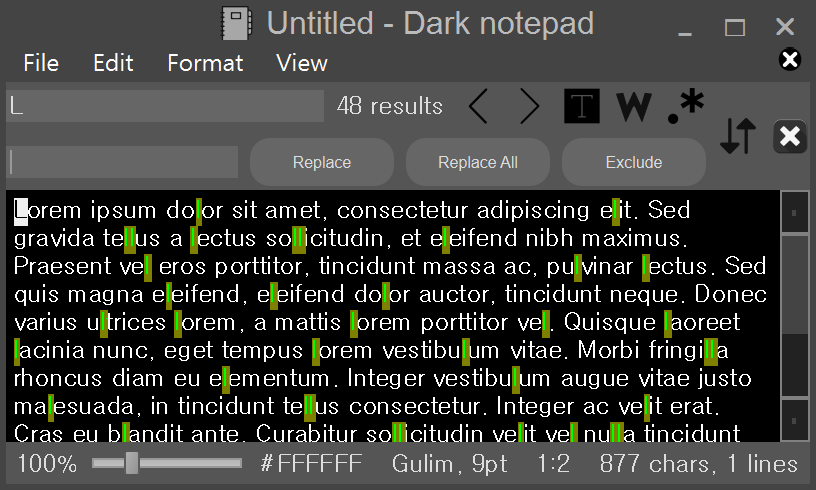 Untitled - Dark notepad
File Edit Format View
L 48 results T W .*
Replace Replace All Exclude
Lorem ipsum dolor sit amet, consectetur adipiscing elit. Sed
gravida tellus a lectus sollicitudin, et eleifend nibh maximus.
Praesent vel eros porttitor, tincidunt massa ac, pulvinar lectus. Sed
quis magna eleifend, eleifend dolor auctor, tincidunt neque. Donec
varius ultrices lorem, a mattis lorem porttitor vel. Quisque laoreet
lacinia nunc, eget tempus lorem vestibulum vitae. Morbi fringilla
rhoncus diam eu elementum. Integer vestibulum augue vitae justo
malesuada, in tincidunt tellus consectetur. Integer ac velit erat.
Cras eu blandit ante. Curabitur sollicitudin velit vel nulla tincidunt
100% #FFFFFF Gulim, 9pt 1:2 877 chars, 1 lines